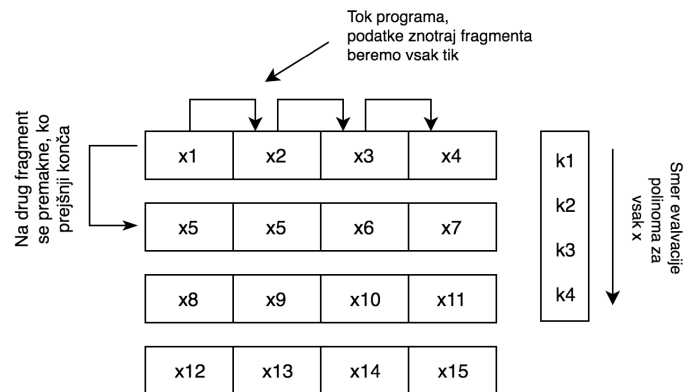 Tok programa,
podatke znotraj fragmenta
beremo vsak tik
Na drug fragment
se premakne, ko
prejšnji konča
x1 x2 x3 x4
x5 x5 x6 x7
x8 x9 x10 x11
x12 x13 x14 x15
k1
k2
k3
k4
Smer evalvacije
polinoma za
vsak x